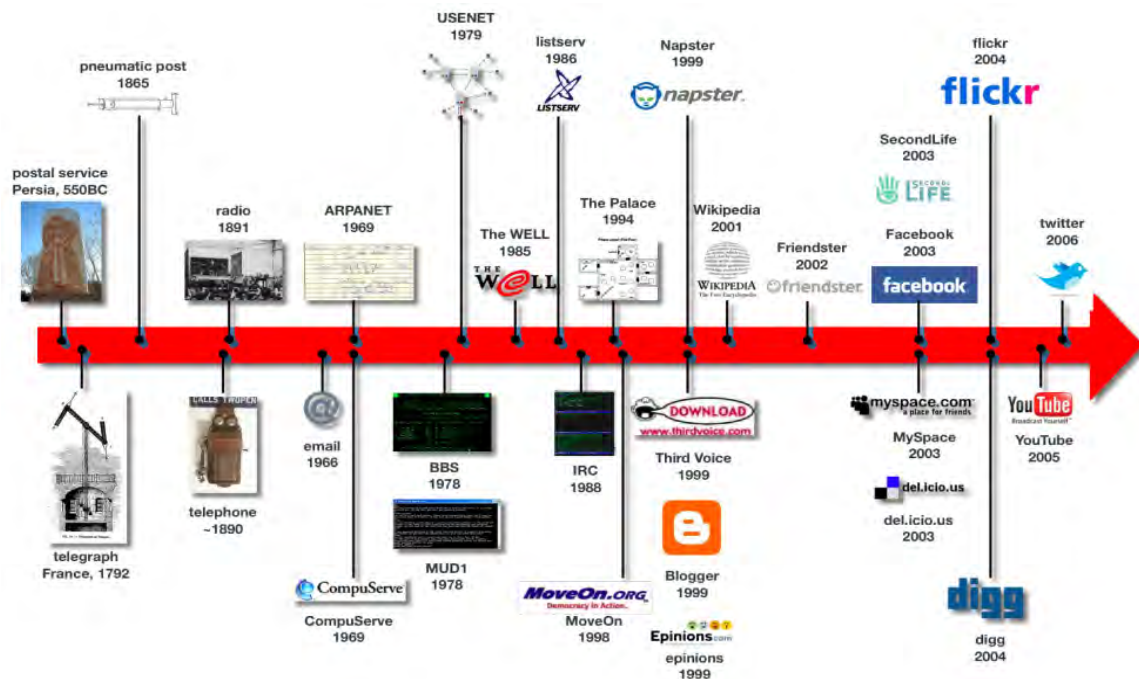 USENET
1979
listserv
1986
LISTSERV
Napster
1999
napster.
flickr
2004
flickr
pneumatic post
1865
SecondLife
2003
SECOND
LIFE
postal service
Persia, 550BC
radio
1891
ARPANET
1969
The WELL
1985
THE
WELL
The Palace
1994
Wikipedia
2001
WIKIPEDIA
The Free Encyclopedia
Friendster
2002
friendster.
Facebook
2003
facebook
twitter
2006
telegraph
France, 1792
CALLS TWOPEN
telephone
~1890
@
email
1966
CompuServe
CompuServe
1969
BBS
1978
MUD1
1978
IRC
1988
MoveOn.ORG
Democracy in Action.
MoveOn
1998
DOWNLOAD
www.thirdvoice.com
Third Voice
1999
Blogger
1999
Epinions.com
epinions
1999
myspace.com
a place for friends
MySpace
2003
del.icio.us
del.icio.us
2003
digg
digg
2004
YouTube
Broadcast Yourself
YouTube
2005